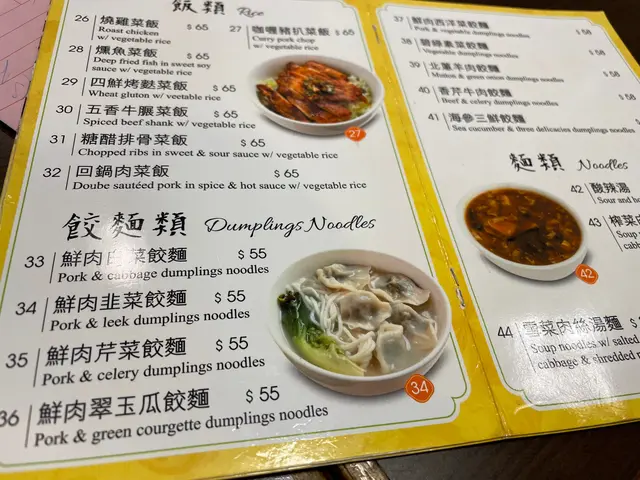 飯類 Rice
26 燒雞菜飯 $ 65
Roast chicken
w/ vegetable rice
27 咖喱豬扒菜飯 $ 65
Curry pork chop
w/ vegetable rice
28 燻魚菜飯 $ 65
Deep fried fish in sweet soy
sauce w/ vegetable rice
29 四鮮烤麩菜飯 $ 65
Wheat gluton w/ veetable rice
30 五香牛𦟌菜飯 $ 65
Spiced beef shank w/ vegetable rice
31 糖醋排骨菜飯 $ 65
Chopped ribs in sweet & sour sauce w/ vegetable rice
32 回鍋肉菜飯 $ 65
Doube sautéed pork in spice & hot sauce w/ vegetable rice
27
餃麵類 Dumplings Noodles
33 鮮肉白菜餃麵 $ 55
Pork & cabbage dumplings noodles
34 鮮肉韭菜餃麵 $ 55
Pork & leek dumplings noodles
35 鮮肉芹菜餃麵 $ 55
Pork & celery dumplings noodles
36 鮮肉翠玉瓜餃麵 $ 55
Pork & green courgette dumplings noodles
34
37 鮮肉西洋菜餃麵 $ 58
Pork & vegetable dumplings noodles
38 碧綠素菜餃麵 $ 58
Vegetable dumplings noodles
39 北薑羊肉餃麵
Mutton & green onion dumplings noodles
40 香芹牛肉餃麵
Beef & celery dumplings noodles
41 海參三鮮餃麵
Sea cucumber & three delicacies dumplings noodles
麵類 Noodles
42 酸辣湯
Sour and
43
Soup
42
44 雪菜肉絲湯麵 $
Soup noodles w/ salted
cabbage & shredded